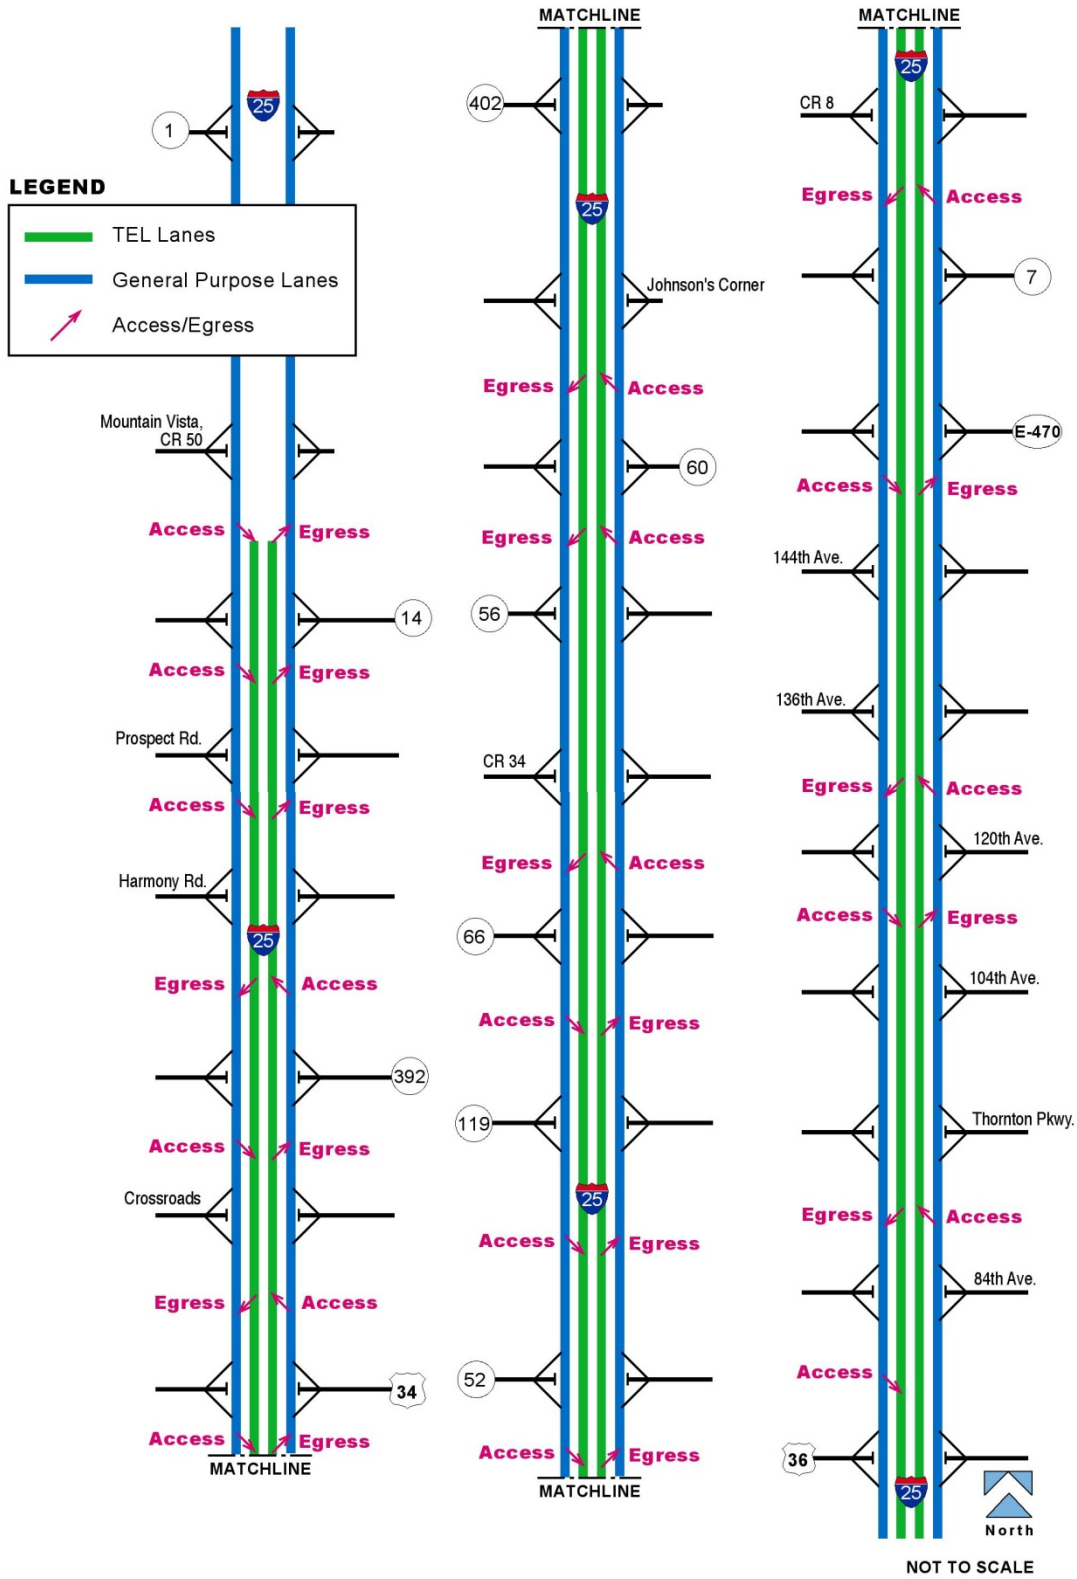 25
1
LEGEND
TEL Lanes
General Purpose Lanes
Access/Egress
Mountain Vista,
CR 50
Access
Egress
14
Access
Egress
Prospect Rd.
Access
Egress
Harmony Rd.
25
Egress
Access
392
Access
Egress
Crossroads
Egress
Access
34
Access
Egress
MATCHLINE
MATCHLINE
402
25
Johnson's Corner
Egress
Access
60
Egress
Access
56
CR 34
Egress
Access
66
Access
Egress
119
25
Access
Egress
52
Access
Egress
MATCHLINE
MATCHLINE
25
CR 8
Egress
Access
7
E-470
Access
Egress
144th Ave.
136th Ave.
Egress
Access
120th Ave.
Access
Egress
104th Ave.
Thornton Pkwy.
Egress
Access
84th Ave.
Access
36
25
North
NOT TO SCALE